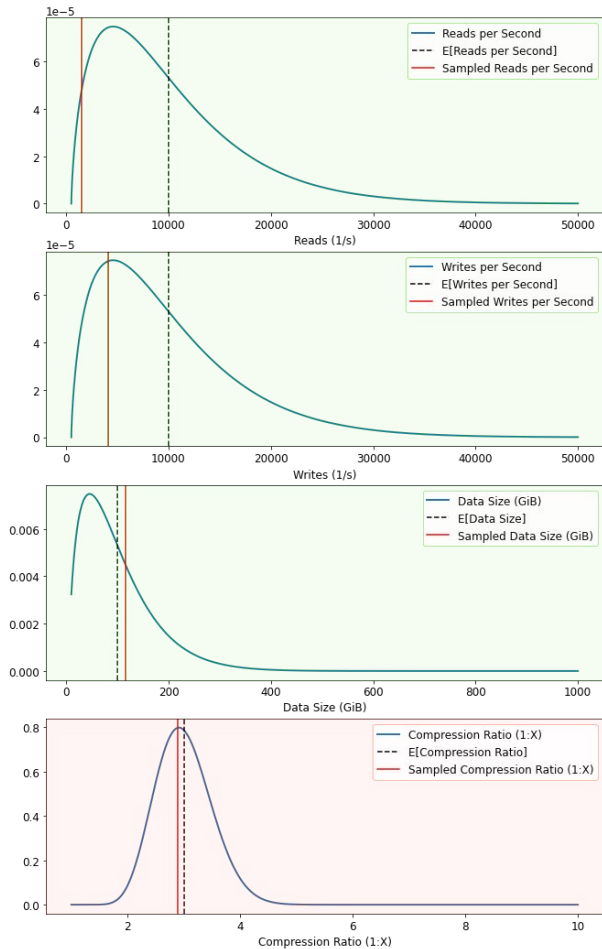 1e−5
Reads per Second
E[Reads per Second]
Sampled Reads per Second
6
4
2
0
0 10000 20000 30000 40000 50000
Reads (1/s)
1e−5
Writes per Second
E[Writes per Second]
Sampled Writes per Second
6
4
2
0
0 10000 20000 30000 40000 50000
Writes (1/s)
Data Size (GiB)
E[Data Size]
Sampled Data Size (GiB)
0.006
0.004
0.002
0.000
0 200 400 600 800 1000
Data Size (GiB)
0.8
Compression Ratio (1:X)
E[Compression Ratio]
Sampled Compression Ratio (1:X)
0.6
0.4
0.2
0.0
2 4 6 8 10
Compression Ratio (1:X)